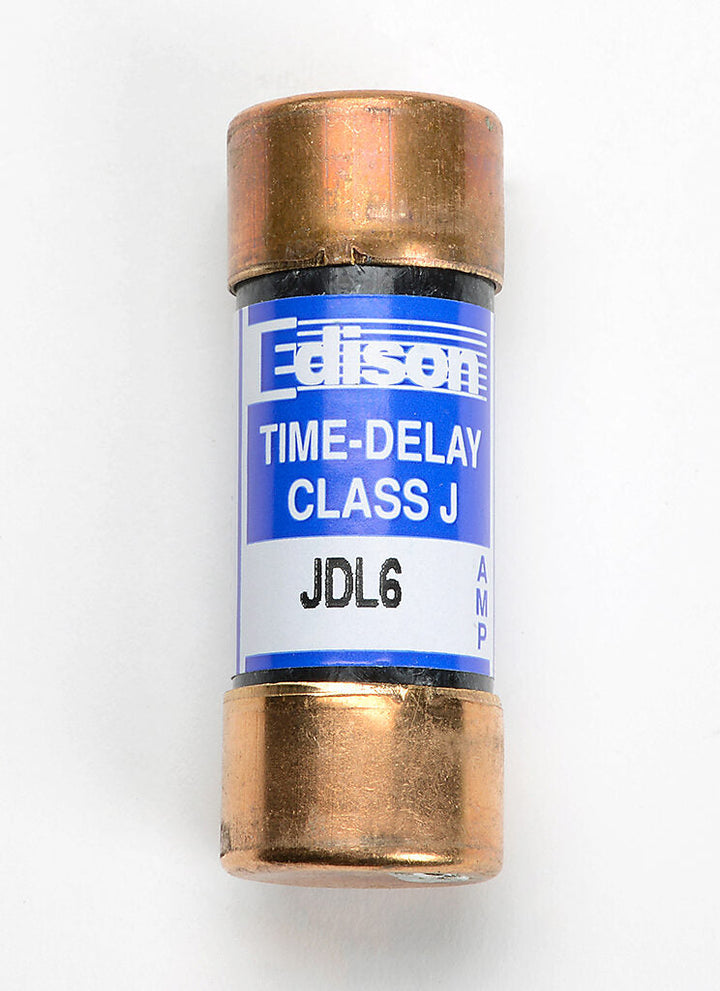 Edison
TIME-DELAY
CLASS J
JDL6
AMP